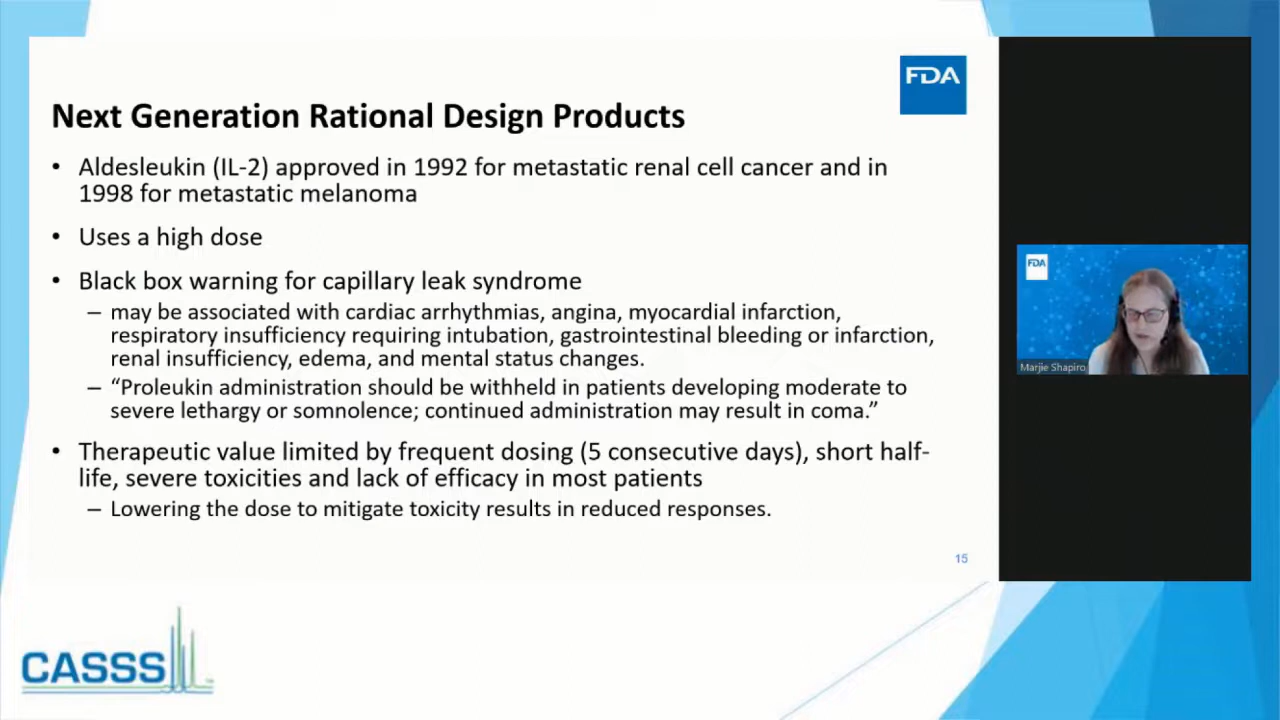 FDA
Next Generation Rational Design Products
• Aldesleukin (IL-2) approved in 1992 for metastatic renal cell cancer and in
1998 for metastatic melanoma
• Uses a high dose
• Black box warning for capillary leak syndrome
– may be associated with cardiac arrhythmias, angina, myocardial infarction,
respiratory insufficiency requiring intubation, gastrointestinal bleeding or infarction,
renal insufficiency, edema, and mental status changes.
– “Proleukin administration should be withheld in patients developing moderate to
severe lethargy or somnolence; continued administration may result in coma.”
• Therapeutic value limited by frequent dosing (5 consecutive days), short half-
life, severe toxicities and lack of efficacy in most patients
– Lowering the dose to mitigate toxicity results in reduced responses.
15
FDA
Marjie Shapiro
CASSS